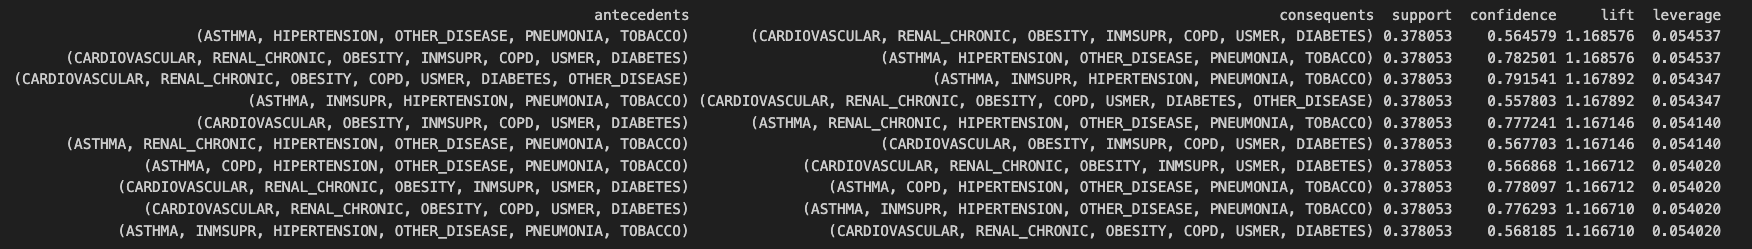 antecedents consequents support confidence lift leverage
(ASTHMA, HIPERTENSION, OTHER_DISEASE, PNEUMONIA, TOBACCO) (CARDIOVASCULAR, RENAL_CHRONIC, OBESITY, INMSUPR, COPD, USMER, DIABETES) 0.378053 0.564579 1.168576 0.054537
(CARDIOVASCULAR, RENAL_CHRONIC, OBESITY, INMSUPR, COPD, USMER, DIABETES) (ASTHMA, HIPERTENSION, OTHER_DISEASE, PNEUMONIA, TOBACCO) 0.378053 0.782501 1.168576 0.054537
(CARDIOVASCULAR, RENAL_CHRONIC, OBESITY, COPD, USMER, DIABETES, OTHER_DISEASE) (ASTHMA, INMSUPR, HIPERTENSION, PNEUMONIA, TOBACCO) 0.378053 0.791541 1.167892 0.054347
(ASTHMA, INMSUPR, HIPERTENSION, PNEUMONIA, TOBACCO) (CARDIOVASCULAR, RENAL_CHRONIC, OBESITY, COPD, USMER, DIABETES, OTHER_DISEASE) 0.378053 0.557803 1.167892 0.054347
(CARDIOVASCULAR, OBESITY, INMSUPR, COPD, USMER, DIABETES) (ASTHMA, RENAL_CHRONIC, HIPERTENSION, OTHER_DISEASE, PNEUMONIA, TOBACCO) 0.378053 0.777241 1.167146 0.054140
(ASTHMA, RENAL_CHRONIC, HIPERTENSION, OTHER_DISEASE, PNEUMONIA, TOBACCO) (CARDIOVASCULAR, OBESITY, INMSUPR, COPD, USMER, DIABETES) 0.378053 0.567703 1.167146 0.054140
(ASTHMA, COPD, HIPERTENSION, OTHER_DISEASE, PNEUMONIA, TOBACCO) (CARDIOVASCULAR, RENAL_CHRONIC, OBESITY, INMSUPR, USMER, DIABETES) 0.378053 0.566868 1.166712 0.054020
(CARDIOVASCULAR, RENAL_CHRONIC, OBESITY, INMSUPR, USMER, DIABETES) (ASTHMA, COPD, HIPERTENSION, OTHER_DISEASE, PNEUMONIA, TOBACCO) 0.378053 0.778097 1.166712 0.054020
(CARDIOVASCULAR, RENAL_CHRONIC, OBESITY, COPD, USMER, DIABETES) (ASTHMA, INMSUPR, HIPERTENSION, OTHER_DISEASE, PNEUMONIA, TOBACCO) 0.378053 0.776293 1.166710 0.054020
(ASTHMA, INMSUPR, HIPERTENSION, OTHER_DISEASE, PNEUMONIA, TOBACCO) (CARDIOVASCULAR, RENAL_CHRONIC, OBESITY, COPD, USMER, DIABETES) 0.378053 0.568185 1.166710 0.054020